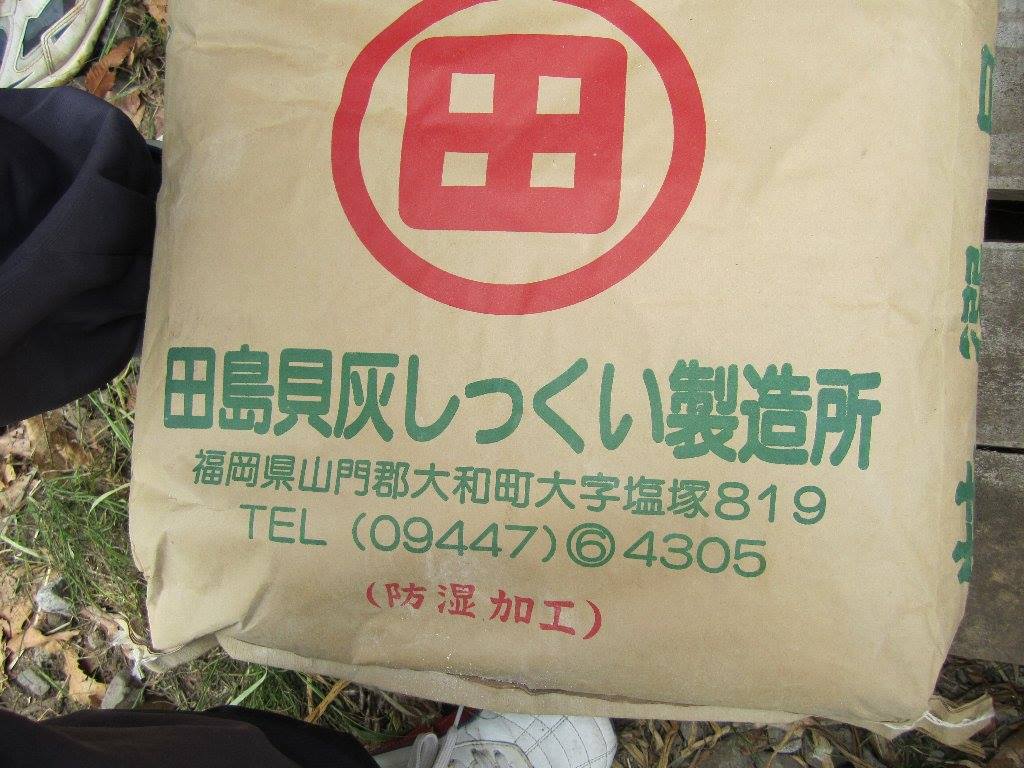 田
田島貝灰しっくい製造所
福岡県山門郡大和町大字塩塚819
TEL (09447)⑥4305
(防湿加工)